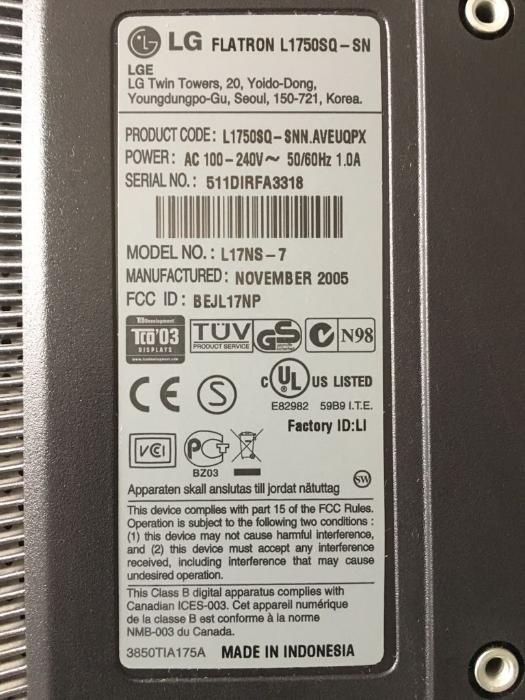 LG FLATRON L1750SQ-SN
LGE
LG Twin Towers, 20, Yoido-Dong,
Youngdungpo-Gu, Seoul, 150-721, Korea.
PRODUCT CODE: L1750SQ-SNN.AVEUQPX
POWER: AC 100-240V~ 50/60Hz 1.0A
SERIAL NO.: 511DIRFA3318
MODEL NO.: L17NS-7
MANUFACTURED: NOVEMBER 2005
FCC ID: BEJL17NP
TCO'03
DISPLAYS
TÜV
PRODUCT SERVICE
GS
N98
CE
S
C UL US LISTED
E82982 59B9 I.T.E.
Factory ID:LI
VCI
PCT
BZ03
SW
Apparaten skall anslutas till jordat nätuttag
This device complies with part 15 of the FCC Rules.
Operation is subject to the following two conditions :
(1) this device may not cause harmful interference,
and (2) this device must accept any interference
received, including interference that may cause
undesired operation.
This Class B digital apparatus complies with
Canadian ICES-003. Cet appareil numérique
de la classe B est conforme à la norme
NMB-003 du Canada.
3850TIA175A MADE IN INDONESIA